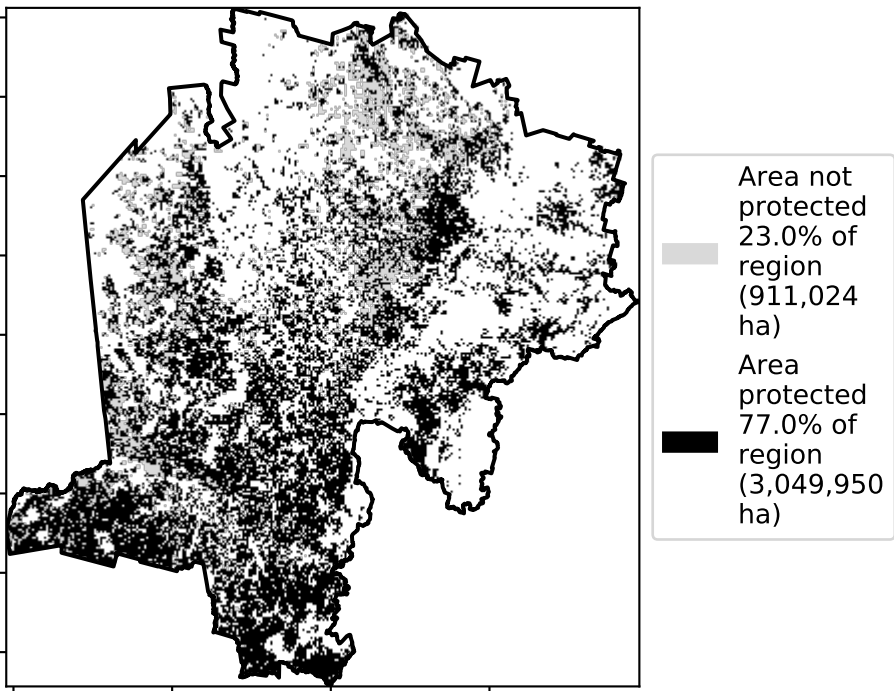 Area not
protected
23.0% of
region
(911,024
ha)
Area
protected
77.0% of
region
(3,049,950
ha)